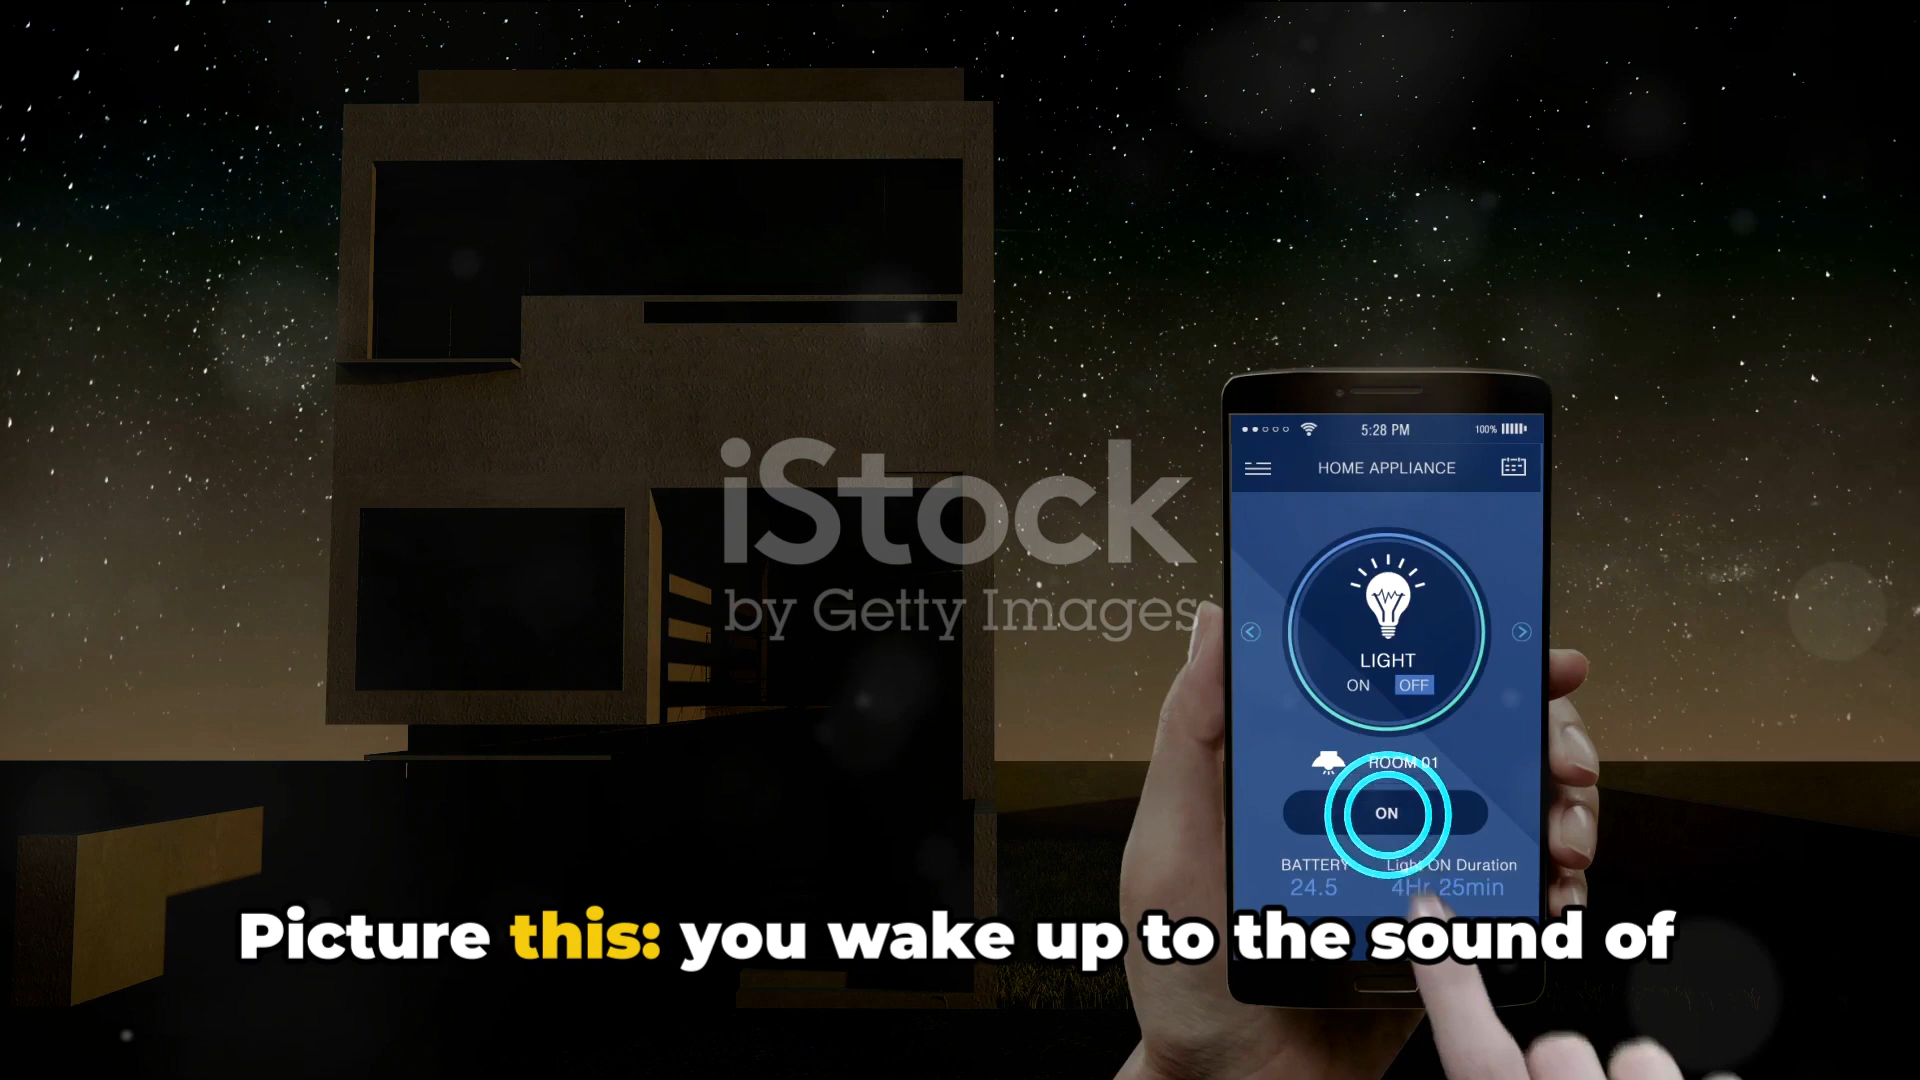 iStock
by Getty Images
5:28 PM
100%
HOME APPLIANCE
LIGHT
ON OFF
ROOM 01
ON
BATTERY Light ON Duration
24.5 4Hr 25min
Picture this: you wake up to the sound of